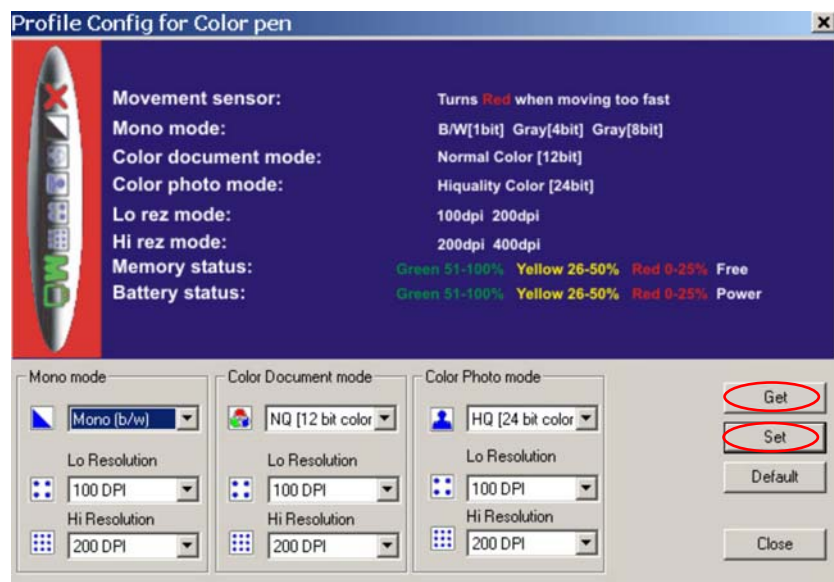 Profile Config for Color pen
Movement sensor: Turns Red when moving too fast
Mono mode: B/W[1bit] Gray[4bit] Gray[8bit]
Color document mode: Normal Color [12bit]
Color photo mode: Hiquality Color [24bit]
Lo rez mode: 100dpi 200dpi
Hi rez mode: 200dpi 400dpi
Memory status: Green 51-100% Yellow 26-50% Red 0-25% Free
Battery status: Green 51-100% Yellow 26-50% Red 0-25% Power
Mono mode
Mono (b/w)
Lo Resolution
100 DPI
Hi Resolution
200 DPI
Color Document mode
NQ [12 bit color
Lo Resolution
100 DPI
Hi Resolution
200 DPI
Color Photo mode
HQ [24 bit color
Lo Resolution
100 DPI
Hi Resolution
200 DPI
Get
Set
Default
Close